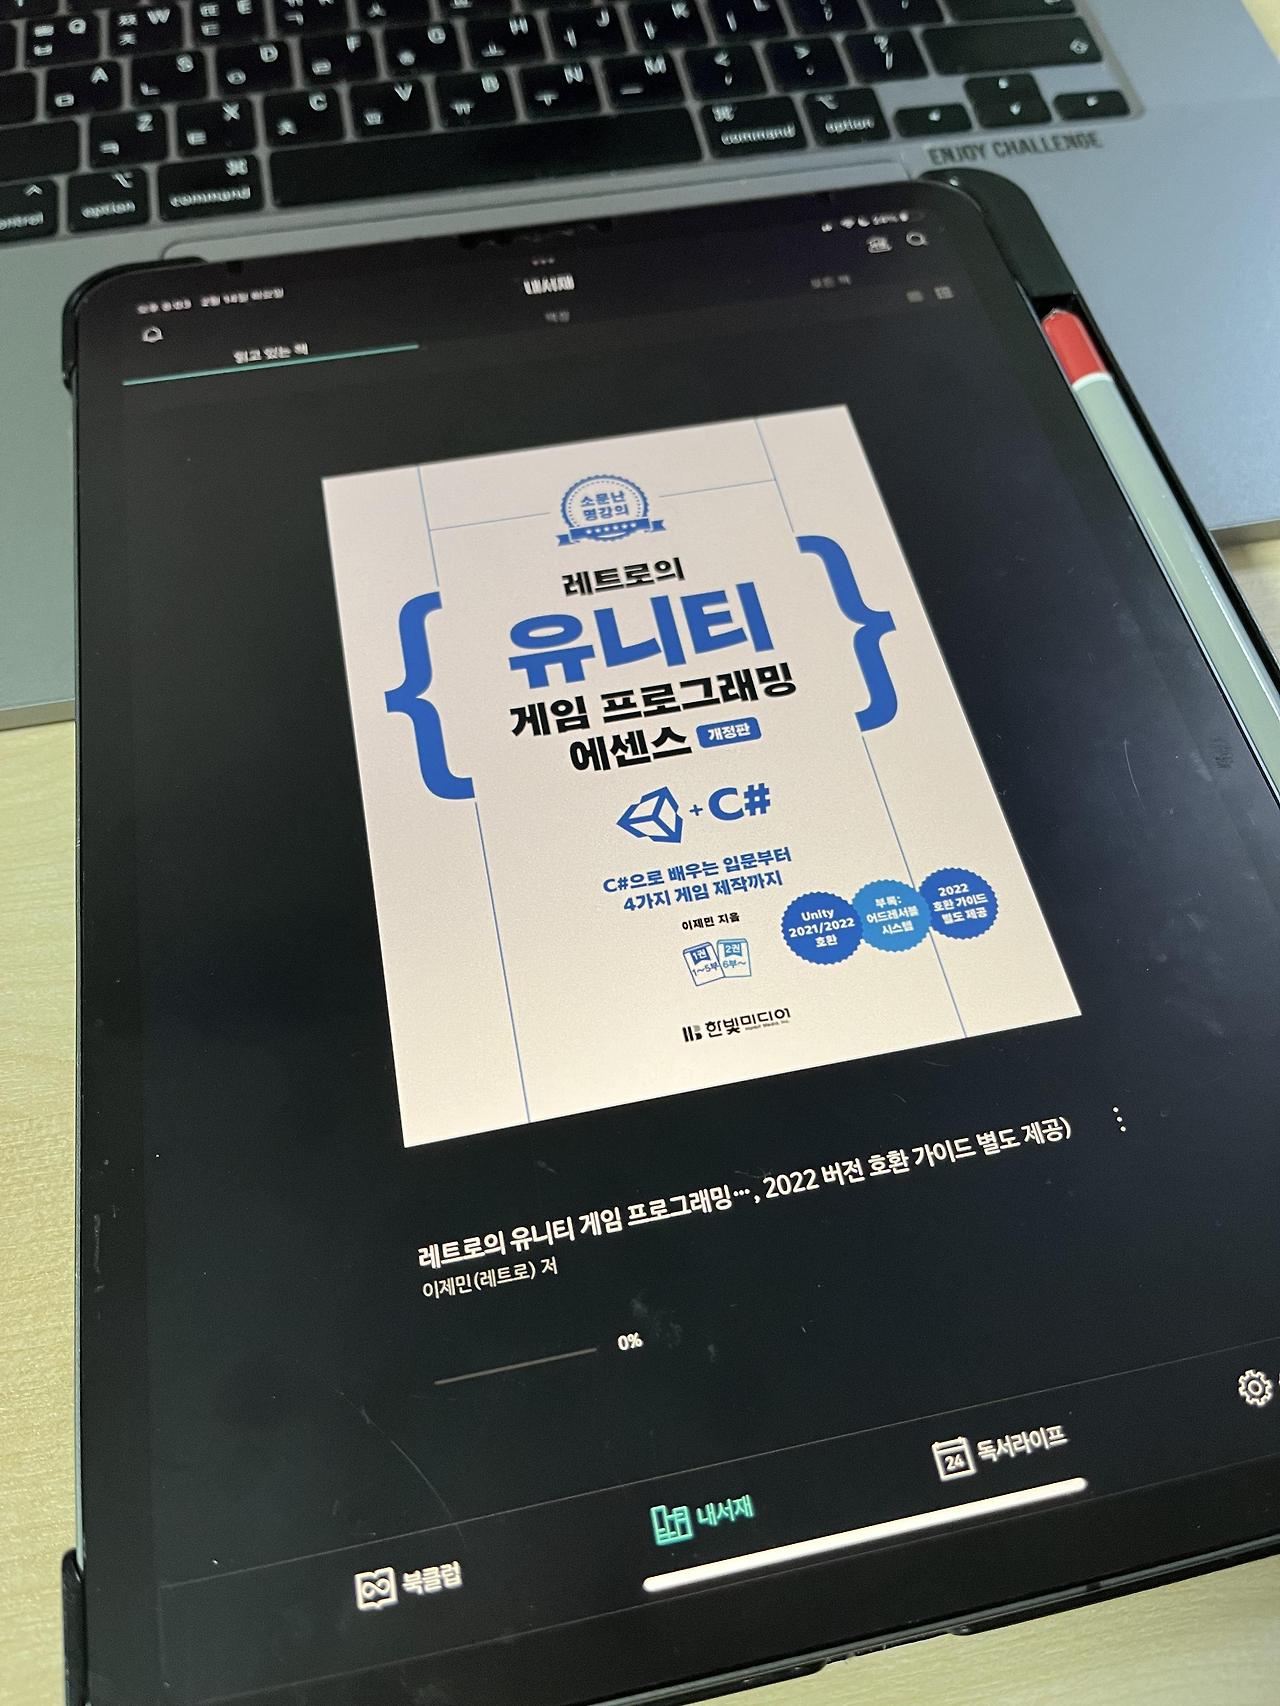 ㅂ Q
ㅈ W
ㄷ E
ㅁ A
ㄴ S
ㅇ D
ㄹ F
ㅎ G
ㅗ H
ㅓ J
ㅏ K
ㅣ L
ㅋ Z
ㅌ X
ㅊ C
ㅍ V
ㅠ B
ㅜ N
ㅡ M
< ,
> .
? /
option
⌘ command
⌘ command
option
ENJOY CHALLENGE
내서재
읽고 있는 책
책장
소문난
명강의
레트로의
유니티
게임 프로그래밍
에센스 개정판
{ }
+ C#
C#으로 배우는 입문부터
4가지 게임 제작까지
이제민 지음
1권
1~5부
2권
6부~
Unity
2021/2022
호환
부록:
어드레서블
시스템
2022
호환 가이드
별도 제공
한빛미디어
Hanbit Media, Inc.
레트로의 유니티 게임 프로그래밍…, 2022 버전 호환 가이드 별도 제공)
이제민(레트로) 저
0%
북클럽
내서재
24 독서라이프